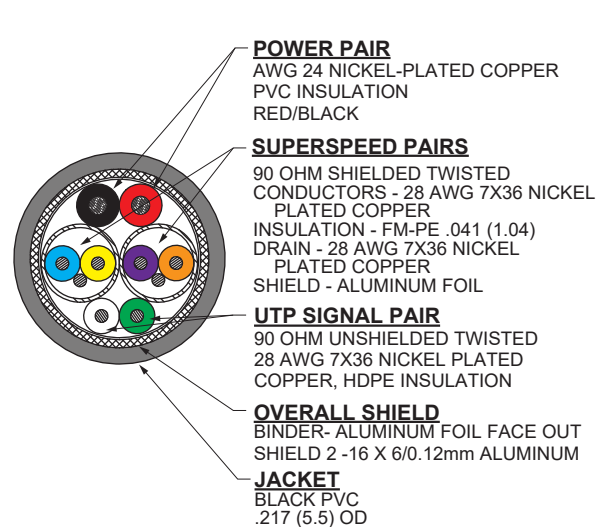 POWER PAIR
AWG 24 NICKEL-PLATED COPPER
PVC INSULATION
RED/BLACK
SUPERSPEED PAIRS
90 OHM SHIELDED TWISTED
CONDUCTORS - 28 AWG 7X36 NICKEL
PLATED COPPER
INSULATION - FM-PE .041 (1.04)
DRAIN - 28 AWG 7X36 NICKEL
PLATED COPPER
SHIELD - ALUMINUM FOIL
UTP SIGNAL PAIR
90 OHM UNSHIELDED TWISTED
28 AWG 7X36 NICKEL PLATED
COPPER, HDPE INSULATION
OVERALL SHIELD
BINDER- ALUMINUM FOIL FACE OUT
SHIELD 2 -16 X 6/0.12mm ALUMINUM
JACKET
BLACK PVC
.217 (5.5) OD